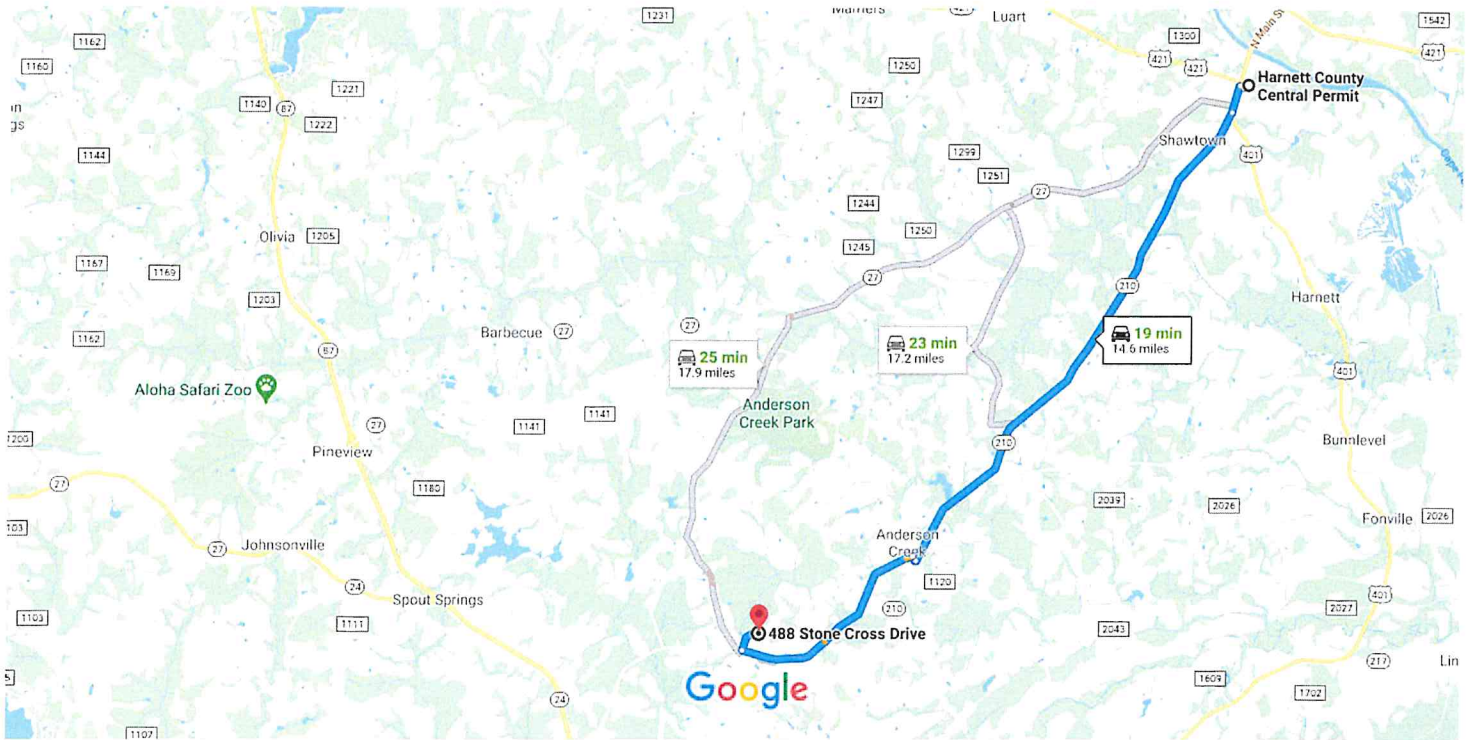 1231
Luart
1542
1162
N Main St
1300
421
421
421
1160
1250
Harnett County
Central Permit
1221
1140
87
1247
1222
Shawtown
1144
1299
401
1251
27
1244
Olivia
1205
1250
1245
1167
1169
27
210
1203
Harnett
Barbecue
27
27
19 min
14.6 miles
1162
23 min
17.2 miles
87
25 min
17.9 miles
401
Aloha Safari Zoo
Anderson
Creek Park
1141
1141
27
1200
210
Bunnlevel
Pineview
1180
27
2039
2026
Fonville
2026
Anderson
Creek
27
Johnsonville
1120
24
Spout Springs
401
210
2027
1103
1111
2043
488 Stone Cross Drive
217
Lin
Google
1609
24
1702
1107